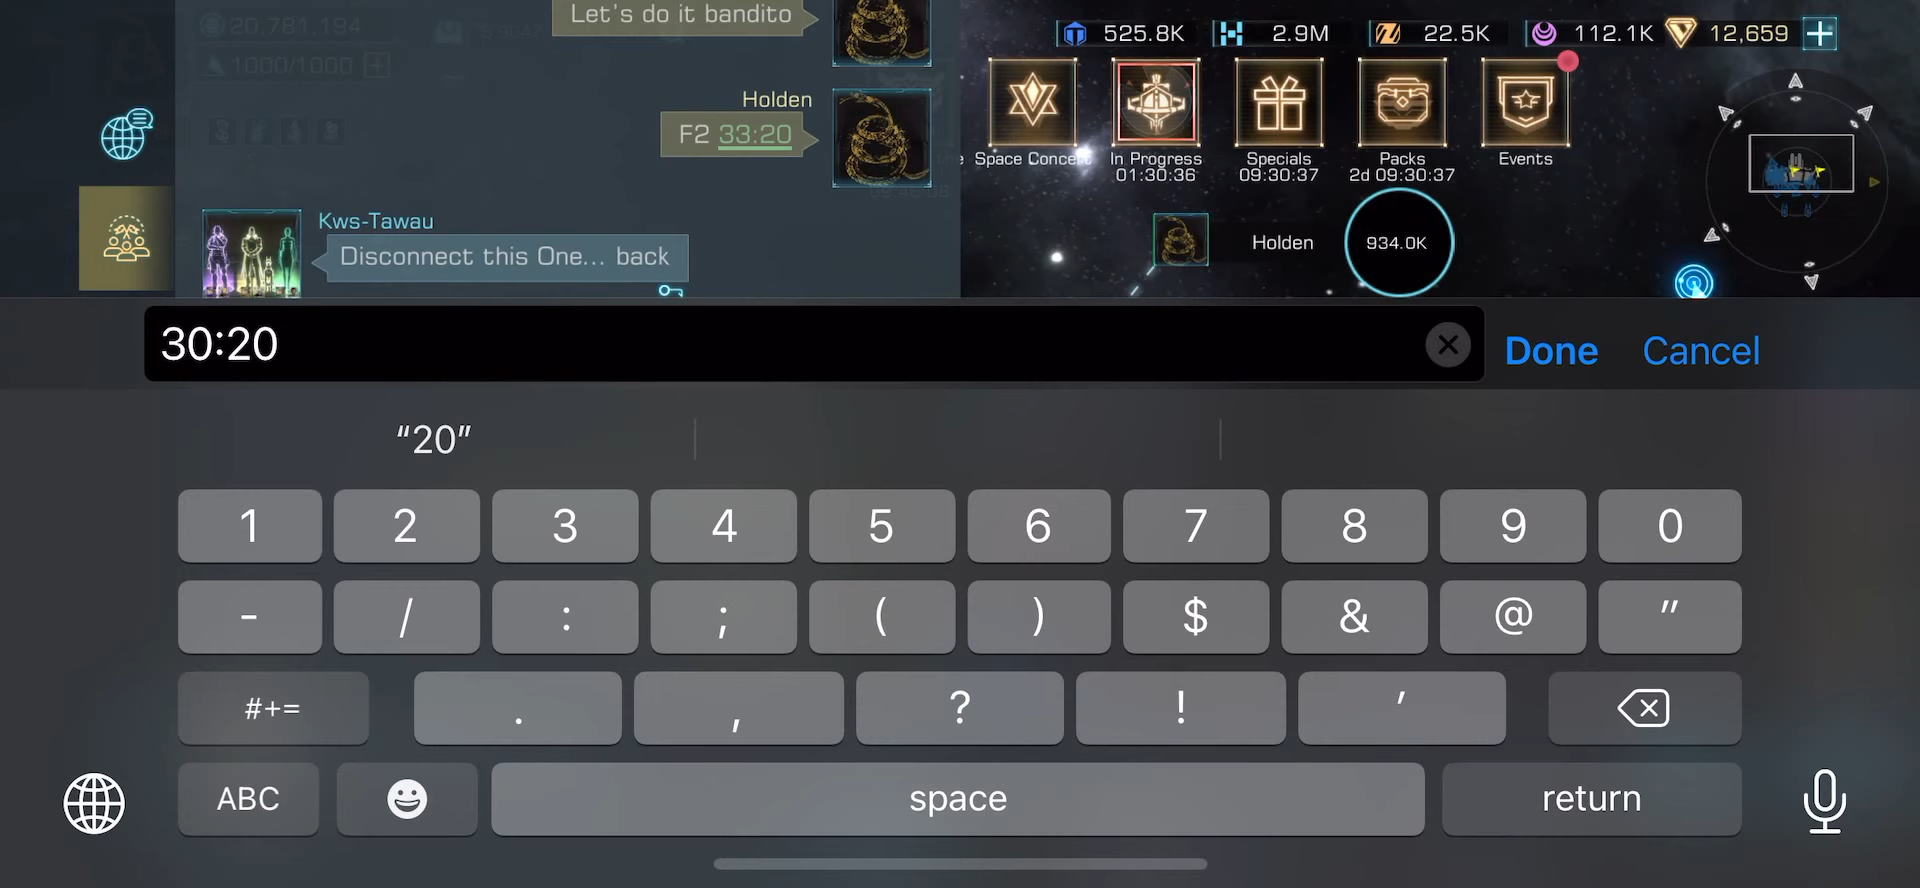 20,781,194
1000/1000
Let's do it bandito
Holden
F2 33:20
Kws-Tawau
Disconnect this One... back
525.8K
2.9M
22.5K
112.1K
12,659
Space Concer
In Progress
01:30:36
Specials
09:30:37
Packs
2d 09:30:37
Events
Holden
934.0K
30:20
Done
Cancel
“20”
1 2 3 4 5 6 7 8 9 0
- / : ; ( ) $ & @ "
#+= . , ? ! '
ABC
space
return